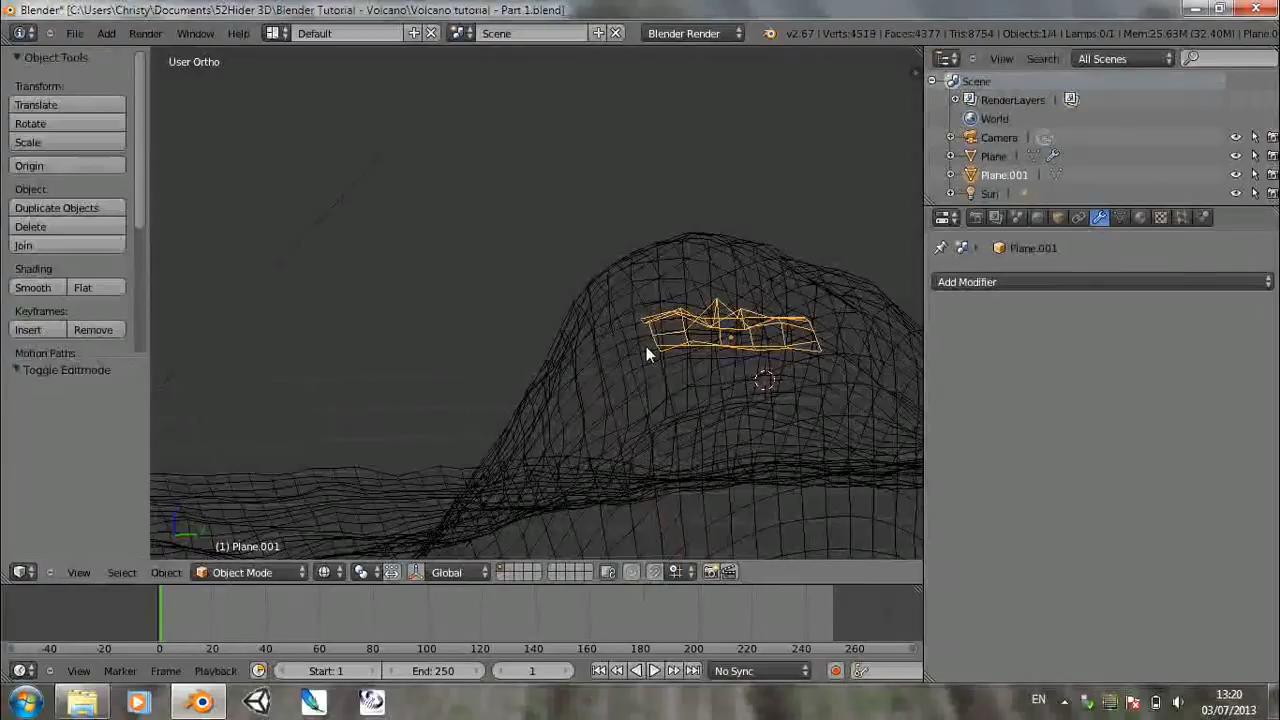 Blender* [C:\Users\Christy\Documents\52Hider 3D\Blender Tutorial - Volcano\Volcano tutorial - Part 1.blend]
File Add Render Window Help Default Scene Blender Render v2.67 | Verts:4519 | Faces:4377 | Tris:8754 | Objects:1/4 | Lamps:0/1 | Mem:25.63M (32.40M) | Plane.0
Object Tools
User Ortho
View Search All Scenes
Scene
Transform:
Translate
RenderLayers
Rotate
World
Scale
Camera
Origin
Plane
Plane.001
Object:
Sun
Duplicate Objects
Delete
Join
Plane.001
Shading
Add Modifier
Smooth Flat
Keyframes:
Insert Remove
Motion Paths
Toggle Editmode
(1) Plane.001
View Select Object Object Mode Global
-40 -20 0 20 40 60 80 100 120 140 160 180 200 220 240 260
View Marker Frame Playback Start: 1 End: 250 1 No Sync
EN
13:20
03/07/2013